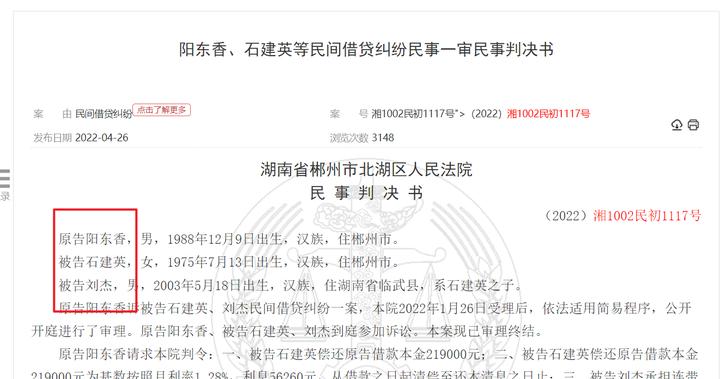 阳东香、石建英等民间借贷纠纷民事一审民事判决书
案 由 民间借贷纠纷 点击了解更多 案 号 湘1002民初1117号">（2022）湘1002民初1117号
发布日期 2022-04-26 浏览次数 3148
湖南省郴州市北湖区人民法院
民 事 判 决 书
录
（2022）湘1002民初1117号
原告阳东香，男，1988年12月9日出生，汉族，住郴州市。
被告石建英，女，1975年7月13日出生，汉族，住郴州市。
被告刘杰，男，2003年5月18日出生，汉族，住湖南省临武县，系石建英之子。
原告阳东香诉被告石建英、刘杰民间借贷纠纷一案，本院2022年1月26日受理后，依法适用简易程序，公开
开庭进行了审理。原告阳东香、被告石建英、刘杰到庭参加诉讼。本案现已审理终结。
原告阳东香请求本院判令：一、被告石建英偿还原告借款本金219000元；二、被告石建英偿还原告以本金
219000元为基数按照月利率1.28%，利息56260元，从借款之日起清偿至还本清息之日止；三、被告刘杰承担连带